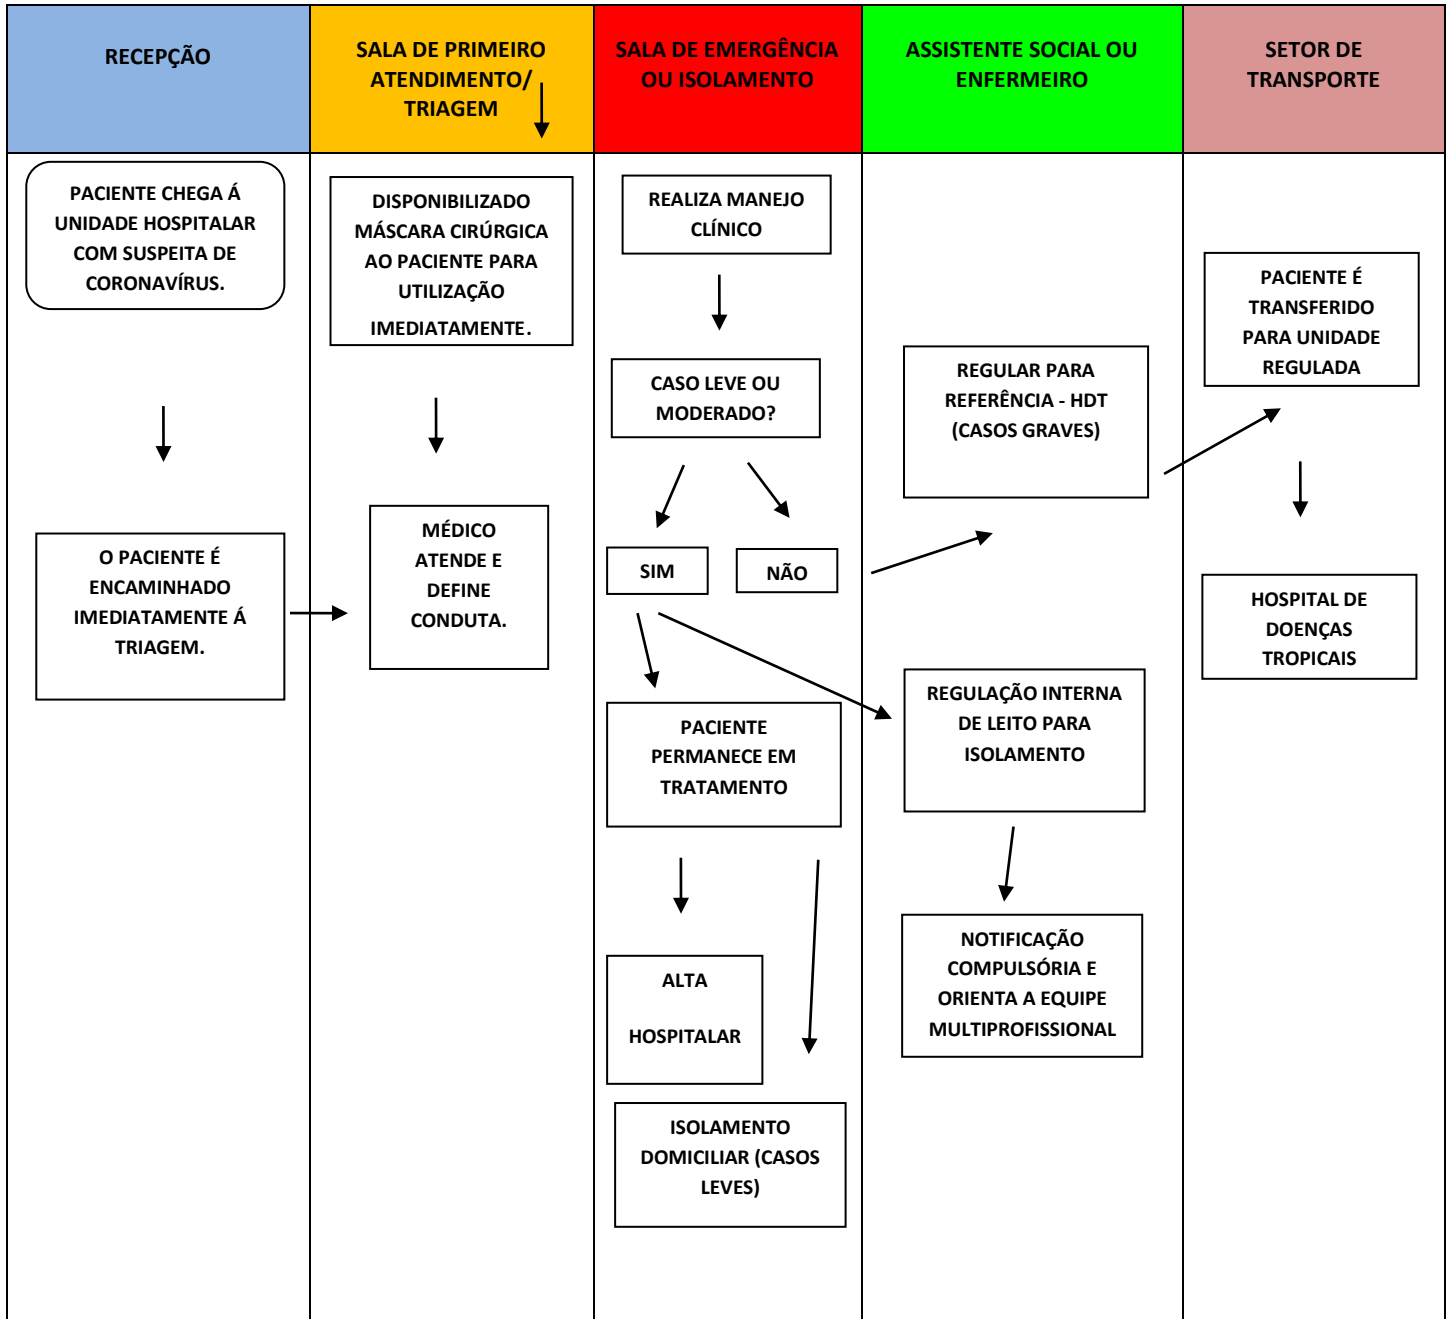 RECEPÇÃO
SALA DE PRIMEIRO
ATENDIMENTO/
TRIAGEM
SALA DE EMERGÊNCIA
OU ISOLAMENTO
ASSISTENTE SOCIAL OU
ENFERMEIRO
SETOR DE
TRANSPORTE
PACIENTE CHEGA Á
UNIDADE HOSPITALAR
COM SUSPEITA DE
CORONAVÍRUS.
O PACIENTE É
ENCAMINHADO
IMEDIATAMENTE Á
TRIAGEM.
DISPONIBILIZADO
MÁSCARA CIRÚRGICA
AO PACIENTE PARA
UTILIZAÇÃO
IMEDIATAMENTE.
MÉDICO
ATENDE E
DEFINE
CONDUTA.
REALIZA MANEJO
CLÍNICO
CASO LEVE OU
MODERADO?
SIM
NÃO
PACIENTE
PERMANECE EM
TRATAMENTO
ALTA
HOSPITALAR
ISOLAMENTO
DOMICILIAR (CASOS
LEVES)
REGULAR PARA
REFERÊNCIA - HDT
(CASOS GRAVES)
REGULAÇÃO INTERNA
DE LEITO PARA
ISOLAMENTO
NOTIFICAÇÃO
COMPULSÓRIA E
ORIENTA A EQUIPE
MULTIPROFISSIONAL
PACIENTE É
TRANSFERIDO
PARA UNIDADE
REGULADA
HOSPITAL DE
DOENÇAS
TROPICAIS